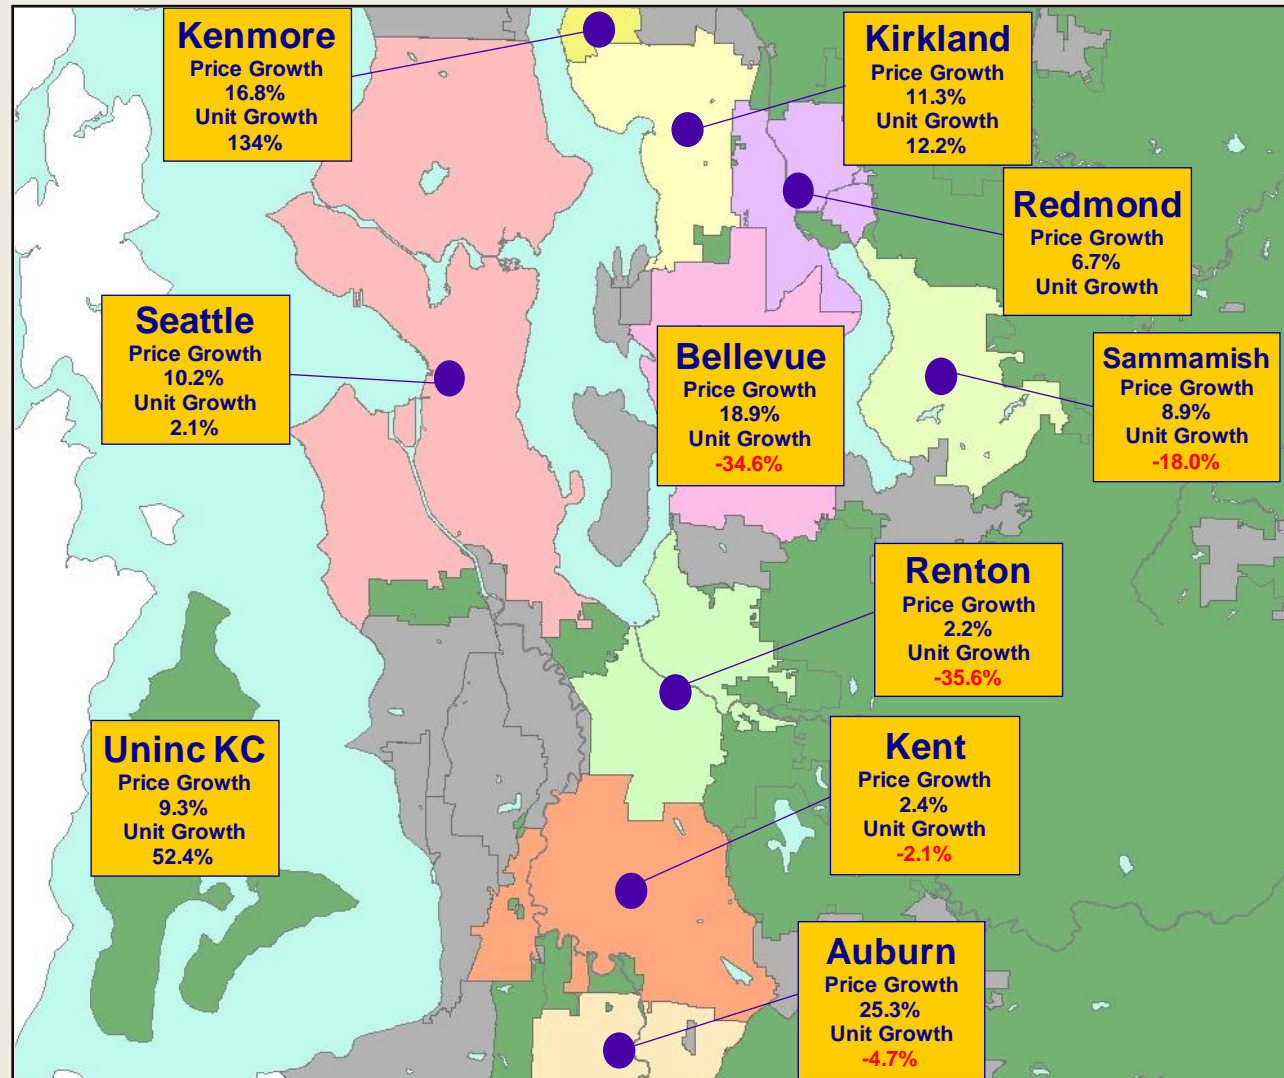 Kenmore
Price Growth
16.8%
Unit Growth
134%
Kirkland
Price Growth
11.3%
Unit Growth
12.2%
Redmond
Price Growth
6.7%
Unit Growth
Seattle
Price Growth
10.2%
Unit Growth
2.1%
Bellevue
Price Growth
18.9%
Unit Growth
-34.6%
Sammamish
Price Growth
8.9%
Unit Growth
-18.0%
Renton
Price Growth
2.2%
Unit Growth
-35.6%
Uninc KC
Price Growth
9.3%
Unit Growth
52.4%
Kent
Price Growth
2.4%
Unit Growth
-2.1%
Auburn
Price Growth
25.3%
Unit Growth
-4.7%